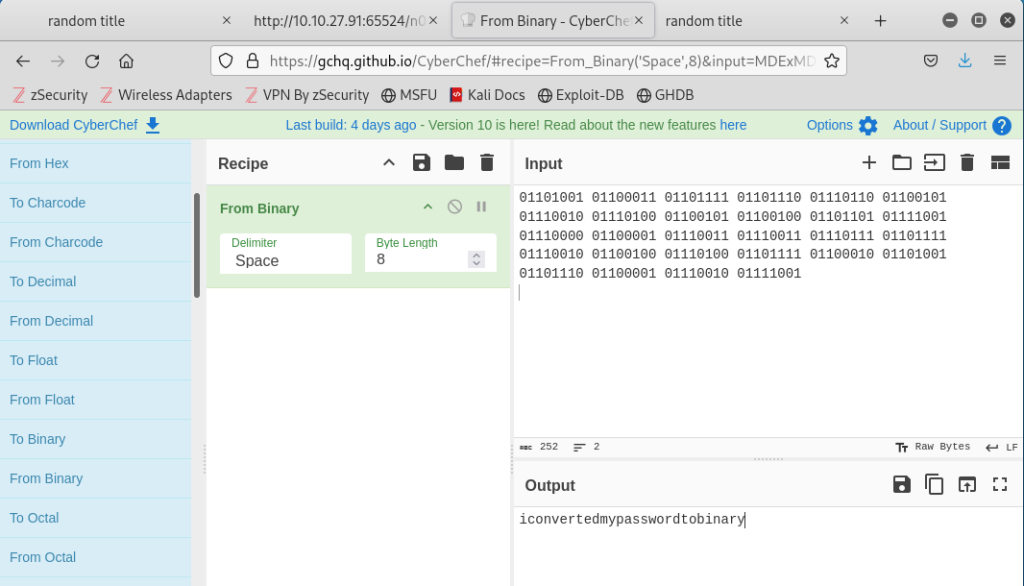 random title
http://10.10.27.91:65524/n0
From Binary - CyberChe
random title
https://gchq.github.io/CyberChef/#recipe=From_Binary('Space',8)&input=MDExMD
zSecurity
Wireless Adapters
VPN By zSecurity
MSFU
Kali Docs
Exploit-DB
GHDB
Download CyberChef
Last build: 4 days ago - Version 10 is here! Read about the new features here
Options
About / Support
From Hex
To Charcode
From Charcode
To Decimal
From Decimal
To Float
From Float
To Binary
From Binary
To Octal
From Octal
Recipe
From Binary
Delimiter
Space
Byte Length
8
Input
01101001 01100011 01101111 01101110 01110110 01100101
01110010 01110100 01100101 01100100 01101101 01111001
01110000 01100001 01110011 01110011 01110111 01101111
01110010 01100100 01110100 01101111 01100010 01101001
01101110 01100001 01110010 01111001
252
2
Raw Bytes
LF
Output
iconvertedmypasswordtobinary